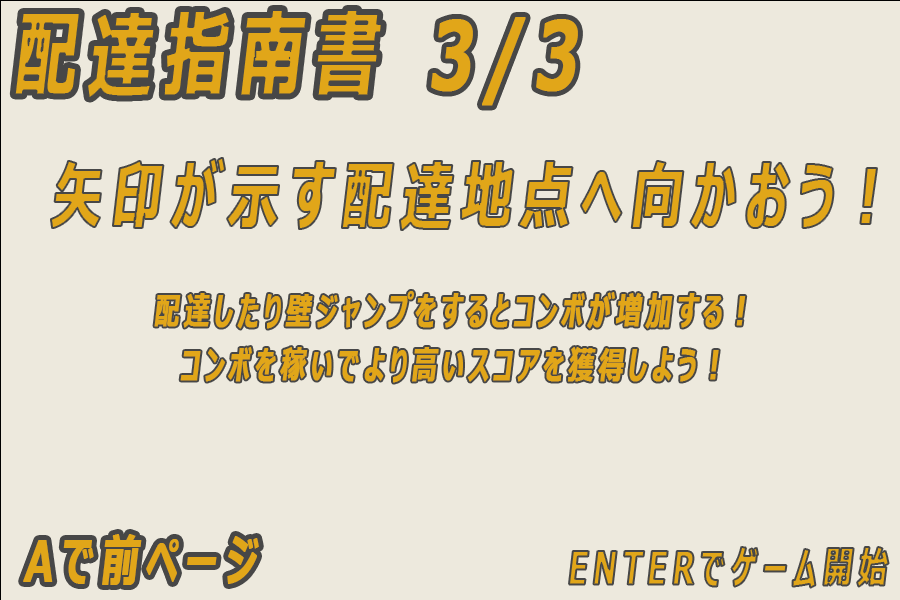 配達指南書 3/3
矢印が示す配達地点へ向かおう！
配達したり壁ジャンプをするとコンボが増加する！
コンボを稼いでより高いスコアを獲得しよう！
Aで前ページ
ENTERでゲーム開始